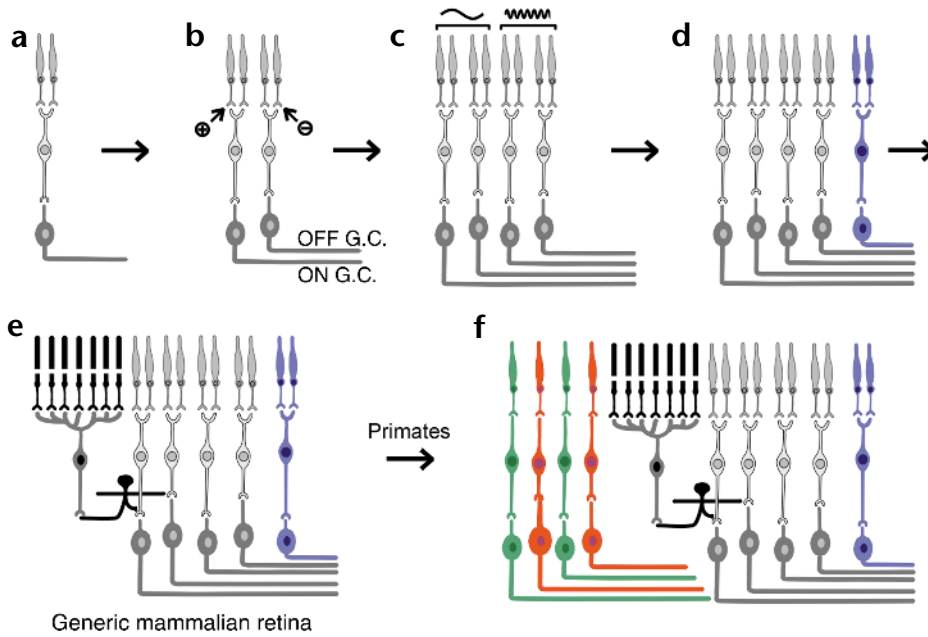 a
b
c
d
OFF G.C.
ON G.C.
e
f
Primates
Generic mammalian retina